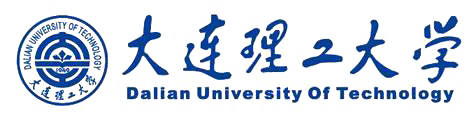 DALIAN UNIVERSITY OF TECHNOLOGY
1949
大连理工大学
大连理工大学
Dalian University Of Technology